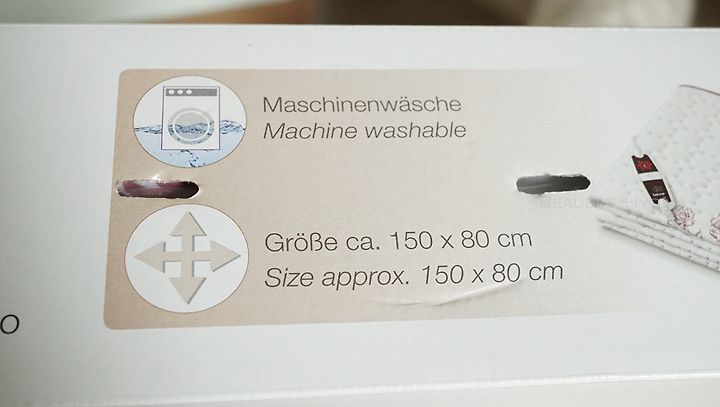 Maschinenwäsche
Machine washable
Größe ca. 150 x 80 cm
Size approx. 150 x 80 cm
o